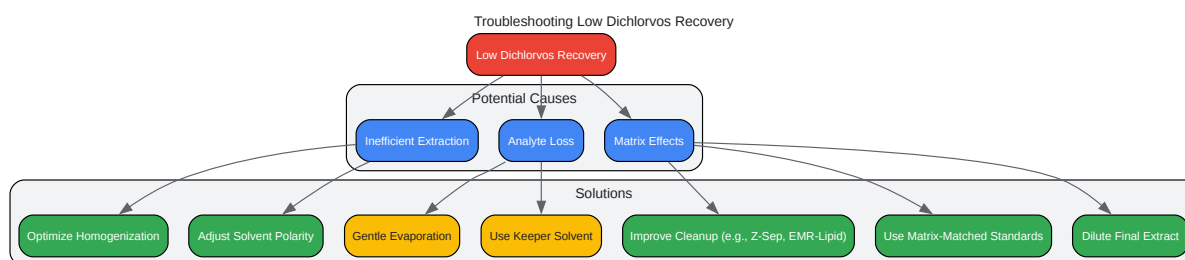 Troubleshooting Low Dichlorvos Recovery
Low Dichlorvos Recovery
Potential Causes
Inefficient Extraction
Analyte Loss
Matrix Effects
Solutions
Optimize Homogenization
Adjust Solvent Polarity
Gentle Evaporation
Use Keeper Solvent
Improve Cleanup (e.g., Z-Sep, EMR-Lipid)
Use Matrix-Matched Standards
Dilute Final Extract